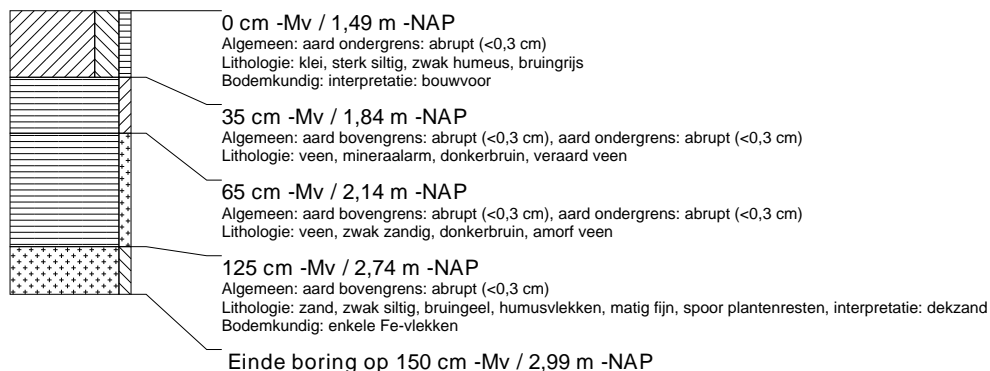 0 cm -Mv / 1,49 m -NAP
Algemeen: aard ondergrens: abrupt (<0,3 cm)
Lithologie: klei, sterk siltig, zwak humeus, bruingrijs
Bodemkundig: interpretatie: bouwvoor
35 cm -Mv / 1,84 m -NAP
Algemeen: aard bovengrens: abrupt (<0,3 cm), aard ondergrens: abrupt (<0,3 cm)
Lithologie: veen, mineraalarm, donkerbruin, veraard veen
65 cm -Mv / 2,14 m -NAP
Algemeen: aard bovengrens: abrupt (<0,3 cm), aard ondergrens: abrupt (<0,3 cm)
Lithologie: veen, zwak zandig, donkerbruin, amorf veen
125 cm -Mv / 2,74 m -NAP
Algemeen: aard bovengrens: abrupt (<0,3 cm)
Lithologie: zand, zwak siltig, bruingeel, humusvlekken, matig fijn, spoor plantenresten, interpretatie: dekzand
Bodemkundig: enkele Fe-vlekken
Einde boring op 150 cm -Mv / 2,99 m -NAP